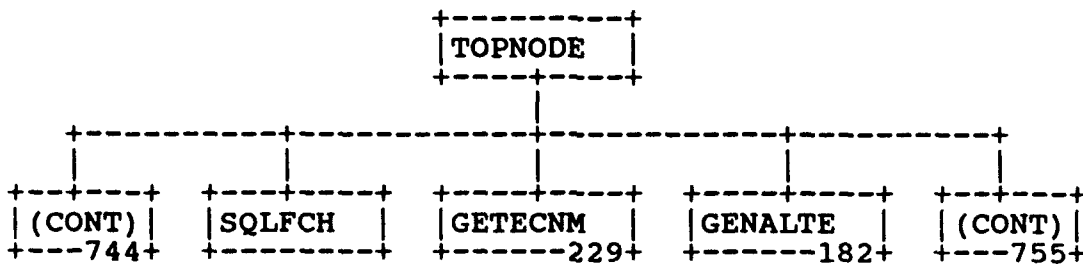 TOPNODE
(CONT) SQLFCH GETECNM GENALTE (CONT)
744 229 182 755